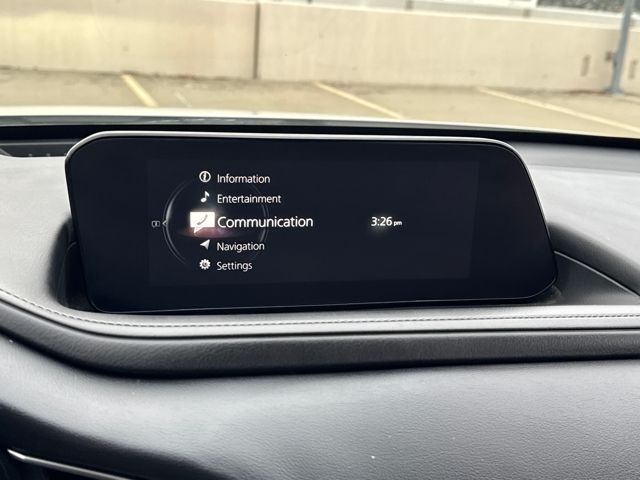 Information
Entertainment
Communication
3:26 pm
Navigation
Settings